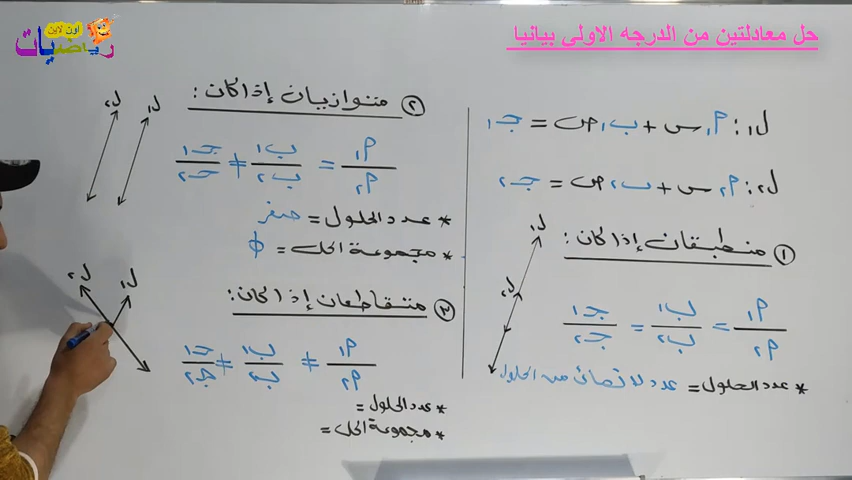 حل معادلتين من الدرجه الاولى بيانيا
أون لاين
رياضيات
ل١: م١ س + ب١ ص = جـ١
ل٢: م٢ س + ب٢ ص = جـ٢
① منطبقان إذا كان:
ل١
ل٢
م١/م٢ = ب١/ب٢ = جـ١/جـ٢
* عدد الحلول = عدد لا نهائى من الحلول
② متوازيان إذا كان:
ل١ ل٢
م١/م٢ = ب١/ب٢ ≠ جـ١/جـ٢
* عدد الحلول = صفر
* مجموعة الحل = φ
③ متقاطعان إذا كان:
ل١ ل٢
م١/م٢ ≠ ب١/ب٢ ≠ جـ١/جـ٢
* عدد الحلول =
* مجموعة الحل =